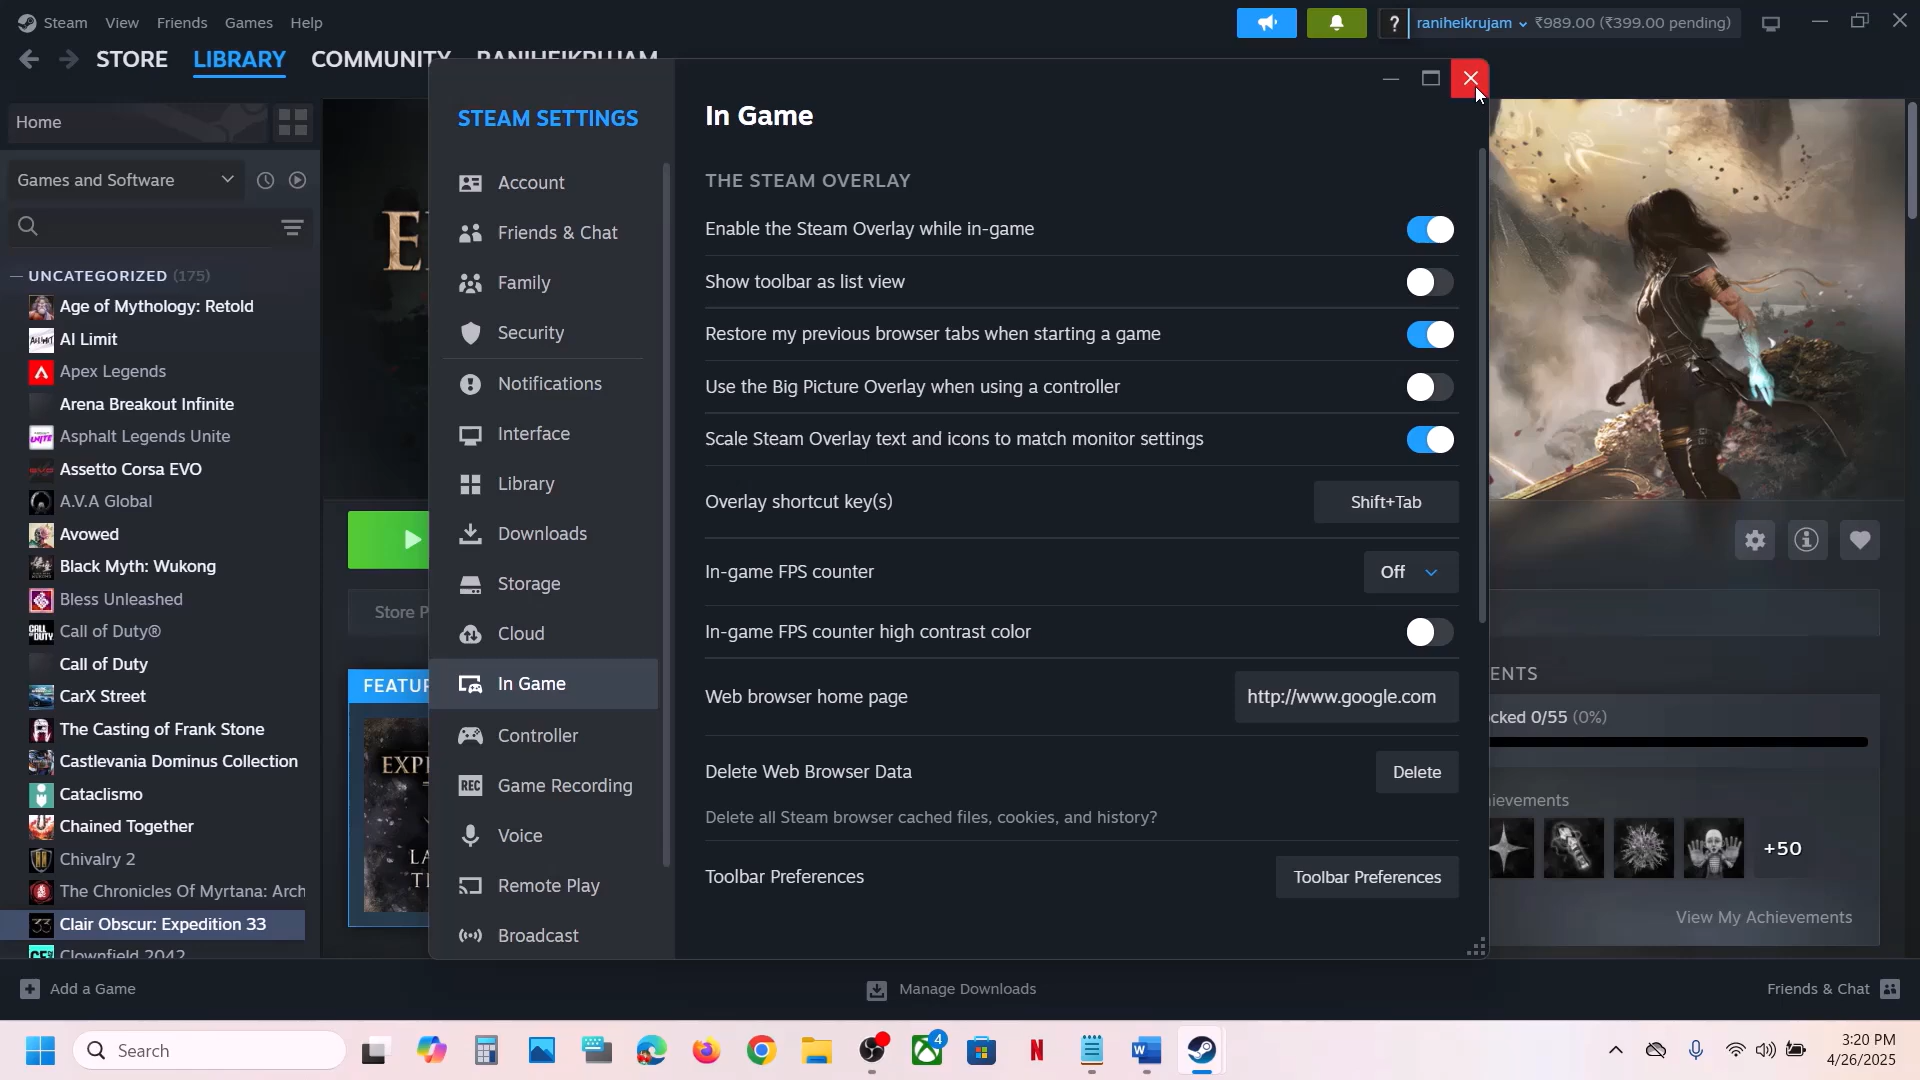 Steam View Friends Games Help
? raniheikrujam ₹989.00 (₹399.00 pending)
STORE LIBRARY COMMUNITY RANIHEIKRUJAM
Home
Games and Software
UNCATEGORIZED (175)
Age of Mythology: Retold
AI Limit
Apex Legends
Arena Breakout Infinite
Asphalt Legends Unite
Assetto Corsa EVO
A.V.A Global
Avowed
Black Myth: Wukong
Bless Unleashed
Call of Duty®
Call of Duty
CarX Street
The Casting of Frank Stone
Castlevania Dominus Collection
Cataclismo
Chained Together
Chivalry 2
The Chronicles Of Myrtana: Arch
Clair Obscur: Expedition 33
Clownfield 2042
Add a Game
STEAM SETTINGS
Account
Friends & Chat
Family
Security
Notifications
Interface
Library
Downloads
Storage
Cloud
In Game
Controller
REC Game Recording
Voice
Remote Play
Broadcast
In Game
THE STEAM OVERLAY
Enable the Steam Overlay while in-game
Show toolbar as list view
Restore my previous browser tabs when starting a game
Use the Big Picture Overlay when using a controller
Scale Steam Overlay text and icons to match monitor settings
Overlay shortcut key(s) Shift+Tab
In-game FPS counter Off
In-game FPS counter high contrast color
Web browser home page http://www.google.com
Delete Web Browser Data Delete
Delete all Steam browser cached files, cookies, and history?
Toolbar Preferences Toolbar Preferences
E
Store P
FEATUR
EXPE
LA
T
ENTS
cked 0/55 (0%)
ievements
+50
View My Achievements
Manage Downloads
Friends & Chat
Search
4
3:20 PM
4/26/2025